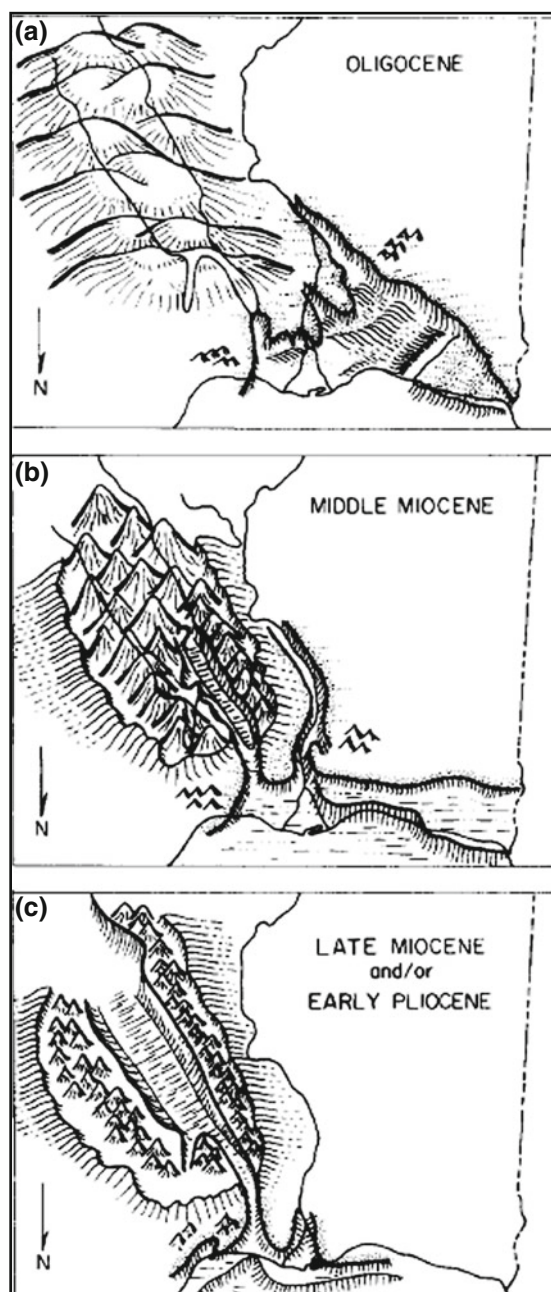 (a)
OLIGOCENE
N
(b)
MIDDLE MIOCENE
N
(c)
LATE MIOCENE
and/or
EARLY PLIOCENE
N